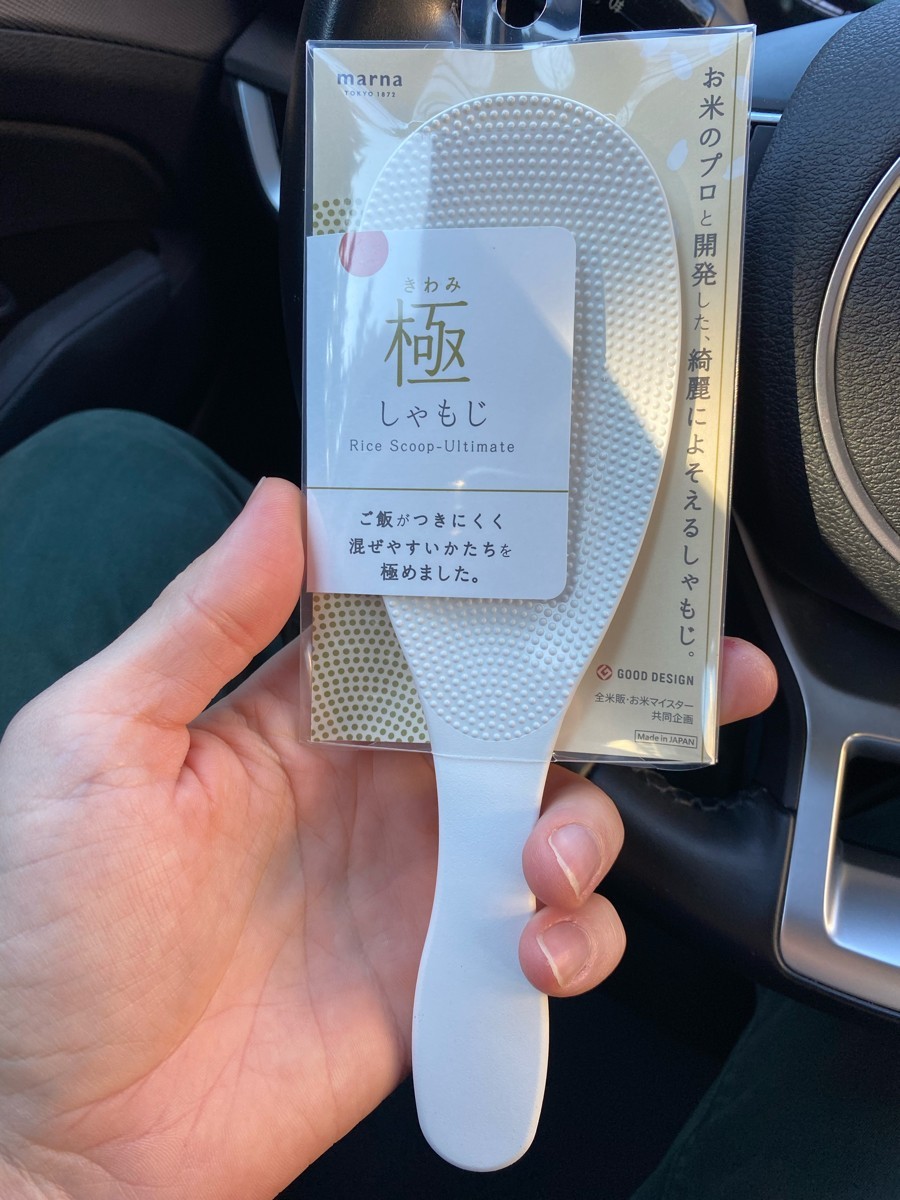 marna
TOKYO 1872
お米のプロと開発した、綺麗によそえるしゃもじ。
きわみ
極
しゃもじ
Rice Scoop-Ultimate
ご飯がつきにくく
混ぜやすいかたちを
極めました。
GOOD DESIGN
全米販・お米マイスター
共同企画
Made in JAPAN